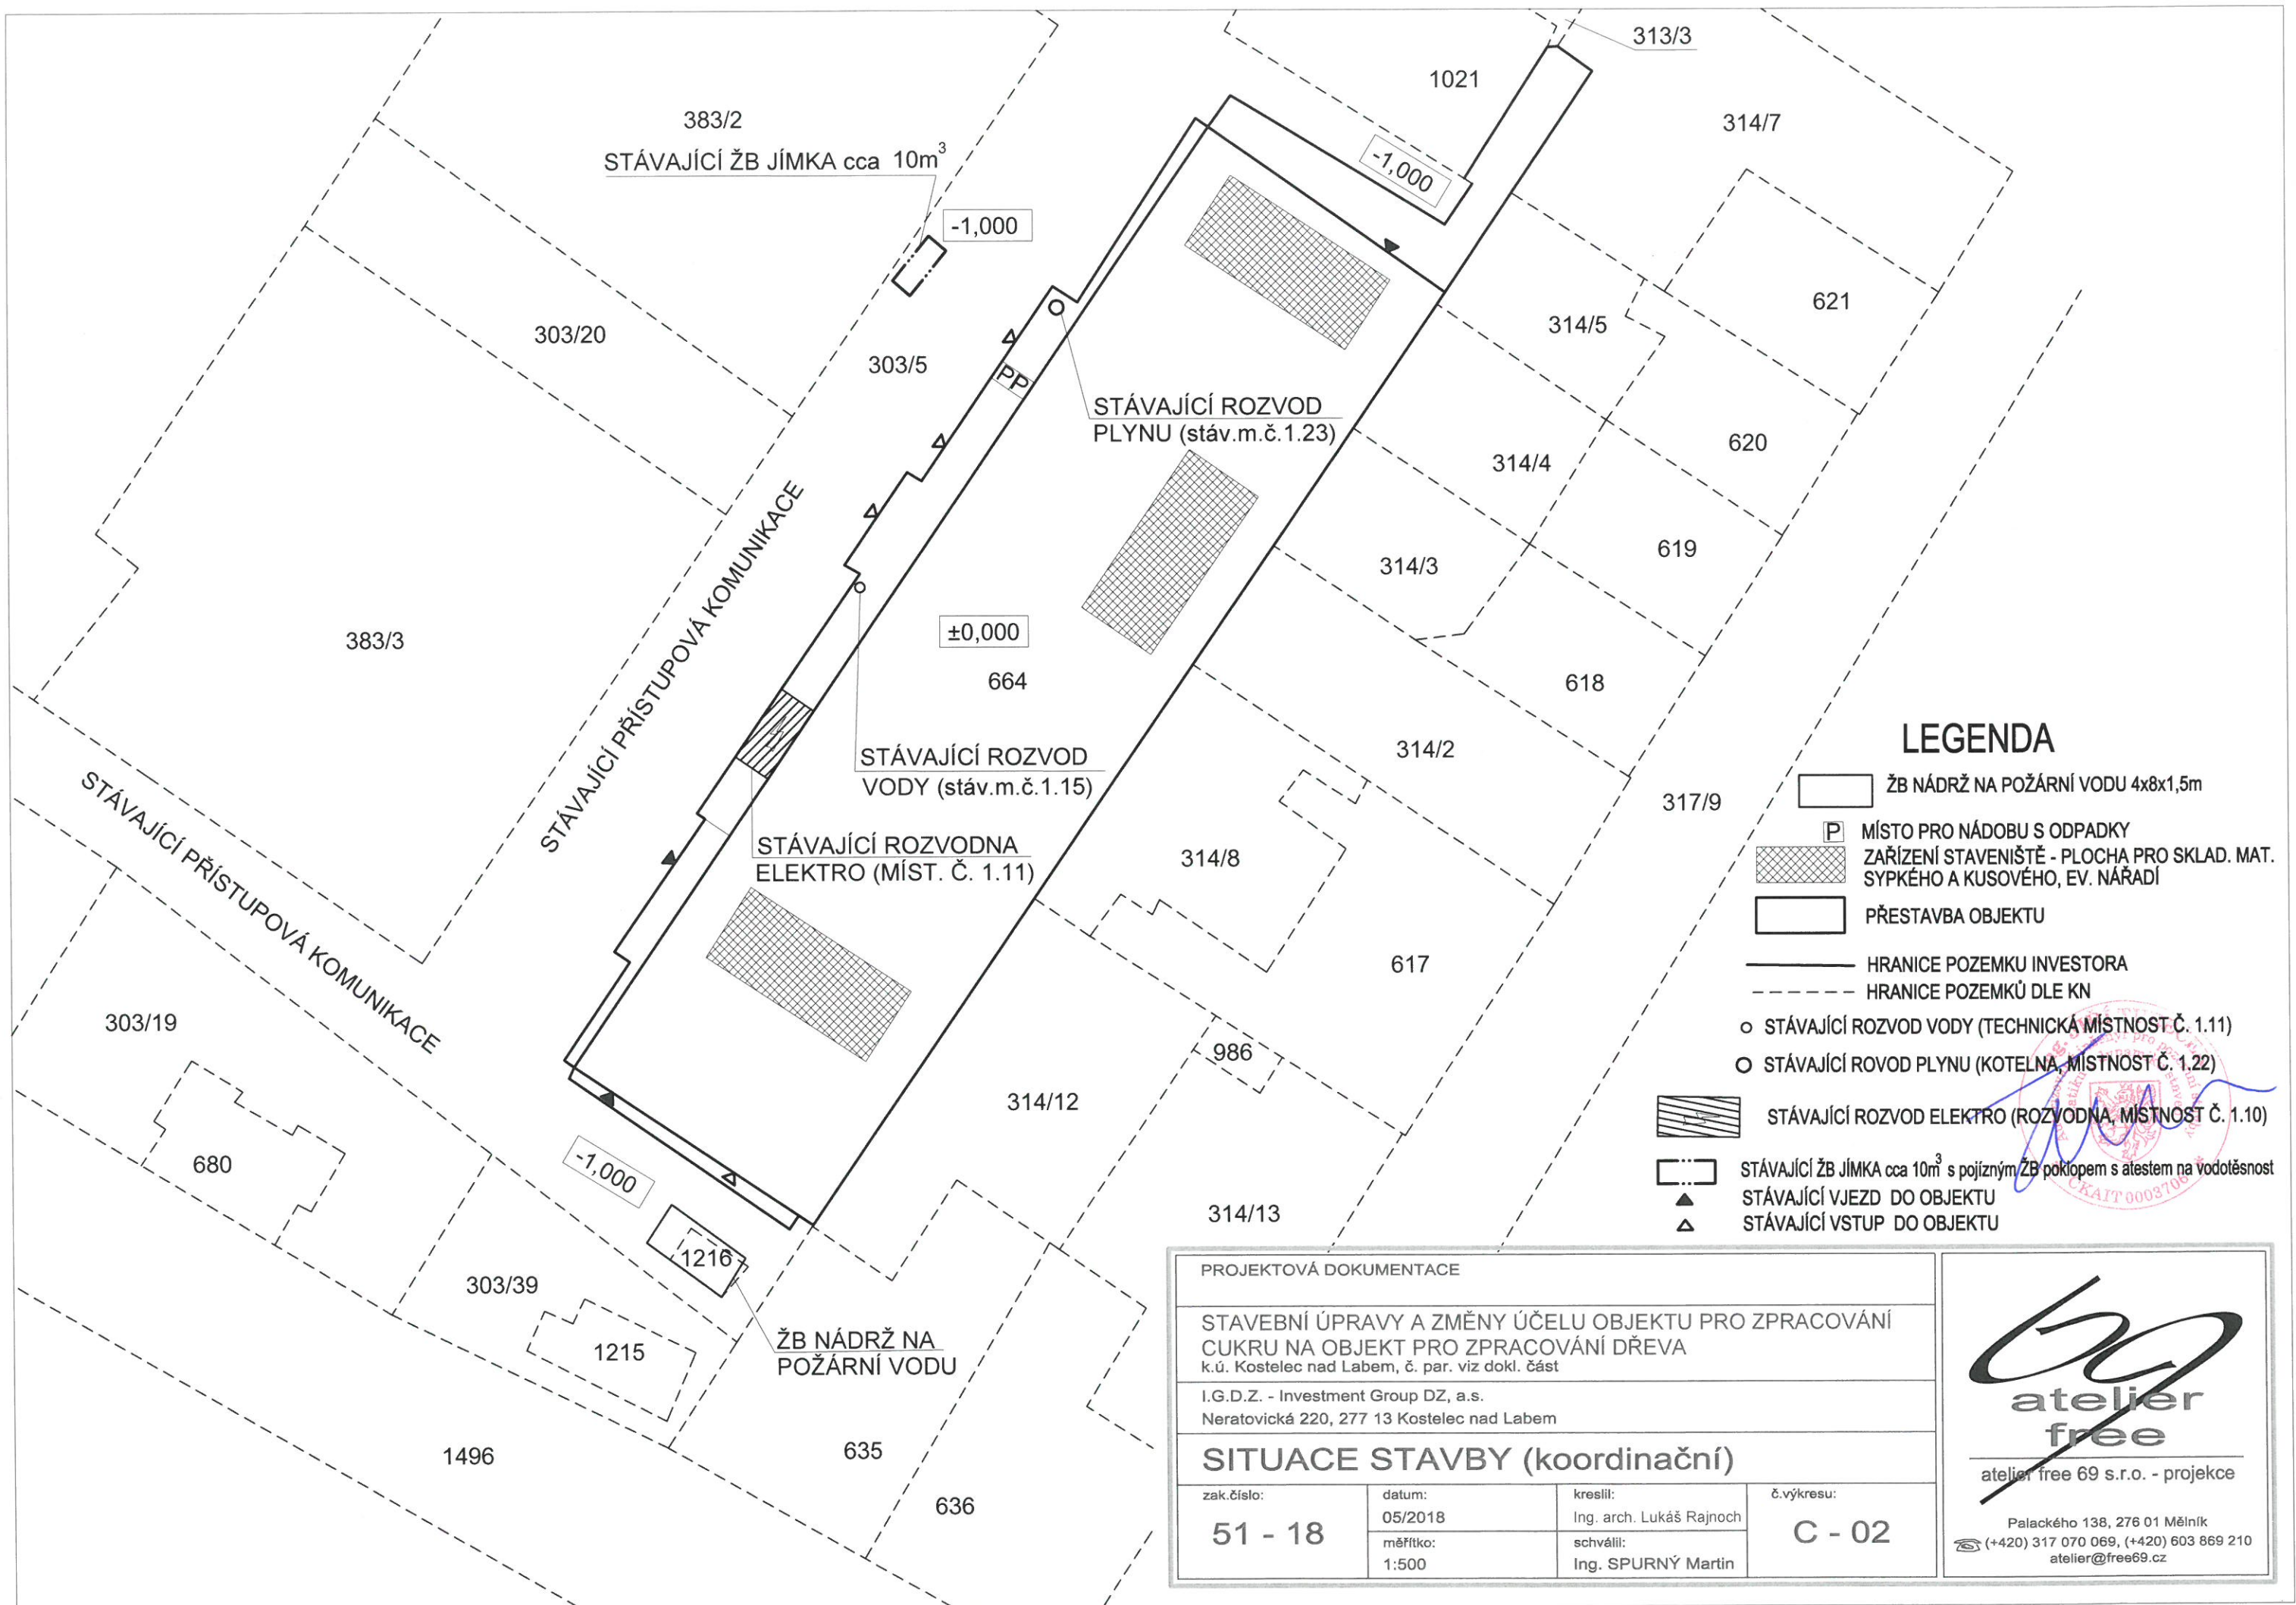 313/3
1021
383/2
314/7
STÁVAJÍCÍ ŽB JÍMKA cca 10m³
-1,000
-1,000
303/20
303/5
314/5
621
PP
STÁVAJÍCÍ ROZVOD
PLYNU (stáv.m.č.1.23)
314/4
620
314/3
619
383/3
STÁVAJÍCÍ PŘÍSTUPOVÁ KOMUNIKACE
±0,000
664
618
314/2
STÁVAJÍCÍ ROZVOD
VODY (stáv.m.č.1.15)
317/9
STÁVAJÍCÍ PŘÍSTUPOVÁ KOMUNIKACE
STÁVAJÍCÍ ROZVODNA
ELEKTRO (MÍST. Č. 1.11)
314/8
617
303/19
986
314/12
680
-1,000
314/13
1216
303/39
1215
ŽB NÁDRŽ NA
POŽÁRNÍ VODU
1496
635
636
LEGENDA
ŽB NÁDRŽ NA POŽÁRNÍ VODU 4x8x1,5m
P MÍSTO PRO NÁDOBU S ODPADKY
ZAŘÍZENÍ STAVENIŠTĚ - PLOCHA PRO SKLAD. MAT.
SYPKÉHO A KUSOVÉHO, EV. NÁŘADÍ
PŘESTAVBA OBJEKTU
HRANICE POZEMKU INVESTORA
HRANICE POZEMKŮ DLE KN
STÁVAJÍCÍ ROZVOD VODY (TECHNICKÁ MÍSTNOST Č. 1.11)
STÁVAJÍCÍ ROVOD PLYNU (KOTELNA, MÍSTNOST Č. 1.22)
STÁVAJÍCÍ ROZVOD ELEKTRO (ROZVODNA, MÍSTNOST Č. 1.10)
STÁVAJÍCÍ ŽB JÍMKA cca 10m³ s pojízným ŽB poklopem s atestem na vodotěsnost
STÁVAJÍCÍ VJEZD DO OBJEKTU
STÁVAJÍCÍ VSTUP DO OBJEKTU
PROJEKTOVÁ DOKUMENTACE
STAVEBNÍ ÚPRAVY A ZMĚNY ÚČELU OBJEKTU PRO ZPRACOVÁNÍ
CUKRU NA OBJEKT PRO ZPRACOVÁNÍ DŘEVA
k.ú. Kostelec nad Labem, č. par. viz dokl. část
I.G.D.Z. - Investment Group DZ, a.s.
Neratovická 220, 277 13 Kostelec nad Labem
SITUACE STAVBY (koordinační)
zak.číslo:
51 - 18
datum:
05/2018
měřítko:
1:500
kreslil:
Ing. arch. Lukáš Rajnoch
schválil:
Ing. SPURNÝ Martin
č.výkresu:
C - 02
69
atelier
free
atelier free 69 s.r.o. - projekce
Palackého 138, 276 01 Mělník
(+420) 317 070 069, (+420) 603 869 210
atelier@free69.cz